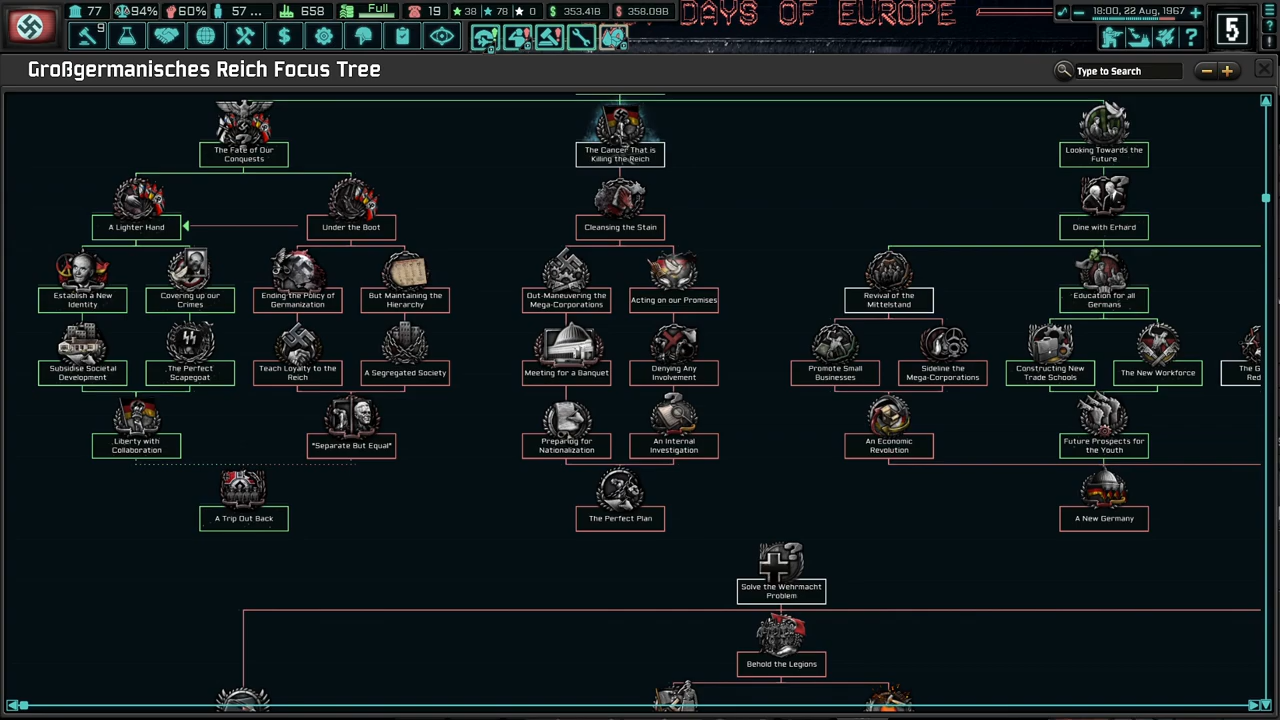 77 94% 60% 57 ... 658 Full 19 38 78 0 $ 353.41B $ 358.09B
DAYS OF EUROPE
18:00, 22 Aug, 1967
5
9
Großgermanisches Reich Focus Tree
Type to Search
The Fate of Our
Conquests
The Cancer That is
Killing the Reich
Looking Towards the
Future
A Lighter Hand
Under the Boot
Cleansing the Stain
Dine with Erhard
Establish a New
Identity
Covering up our
Crimes
Ending the Policy of
Germanization
But Maintaining the
Hierarchy
Out-Maneuvering the
Mega-Corporations
Acting on our Promises
Revival of the
Mittelstand
Education for all
Germans
Subsidise Societal
Development
The Perfect
Scapegoat
Teach Loyalty to the
Reich
A Segregated Society
Meeting for a Banquet
Denying Any
Involvement
Promote Small
Businesses
Sideline the
Mega-Corporations
Constructing New
Trade Schools
The New Workforce
The G
Red
Liberty with
Collaboration
"Separate But Equal"
Preparing for
Nationalization
An Internal
Investigation
An Economic
Revolution
Future Prospects for
the Youth
A Trip Out Back
The Perfect Plan
A New Germany
Solve the Wehrmacht
Problem
Behold the Legions